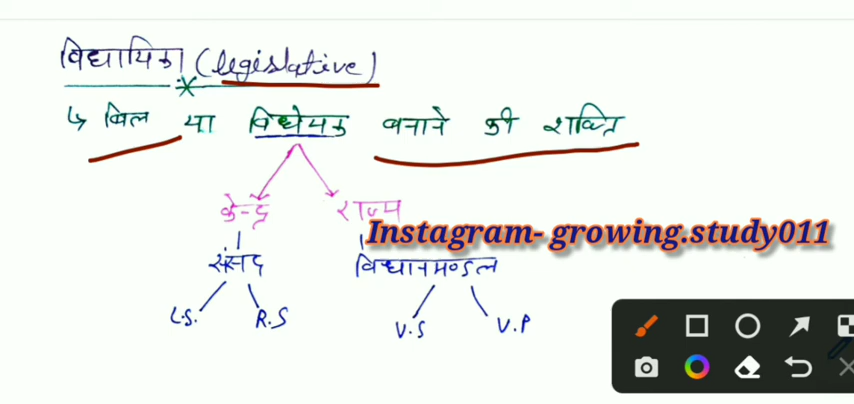 विधायिका (legislative)
↳ बिल या विधेयक बनाने की शक्ति
केन्द्र राज्य
Instagram- growing.study011
संसद विधानमण्डल
L.S. R.S V.S V.P